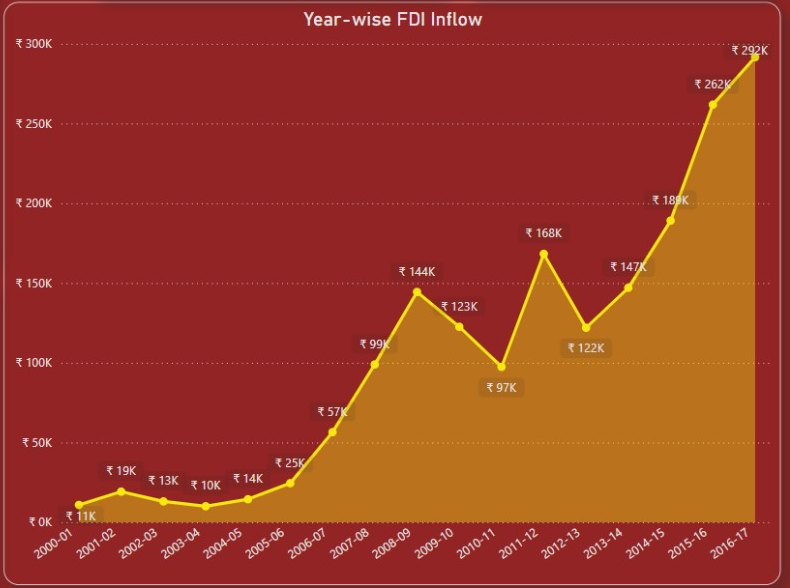 Year-wise FDI Inflow
₹ 300K
₹ 250K
₹ 200K
₹ 150K
₹ 100K
₹ 50K
₹ 0K
₹ 11K
₹ 19K
₹ 13K
₹ 10K
₹ 14K
₹ 25K
₹ 57K
₹ 99K
₹ 144K
₹ 123K
₹ 97K
₹ 168K
₹ 122K
₹ 147K
₹ 189K
₹ 262K
₹ 292K
2000-01
2001-02
2002-03
2003-04
2004-05
2005-06
2006-07
2007-08
2008-09
2009-10
2010-11
2011-12
2012-13
2013-14
2014-15
2015-16
2016-17